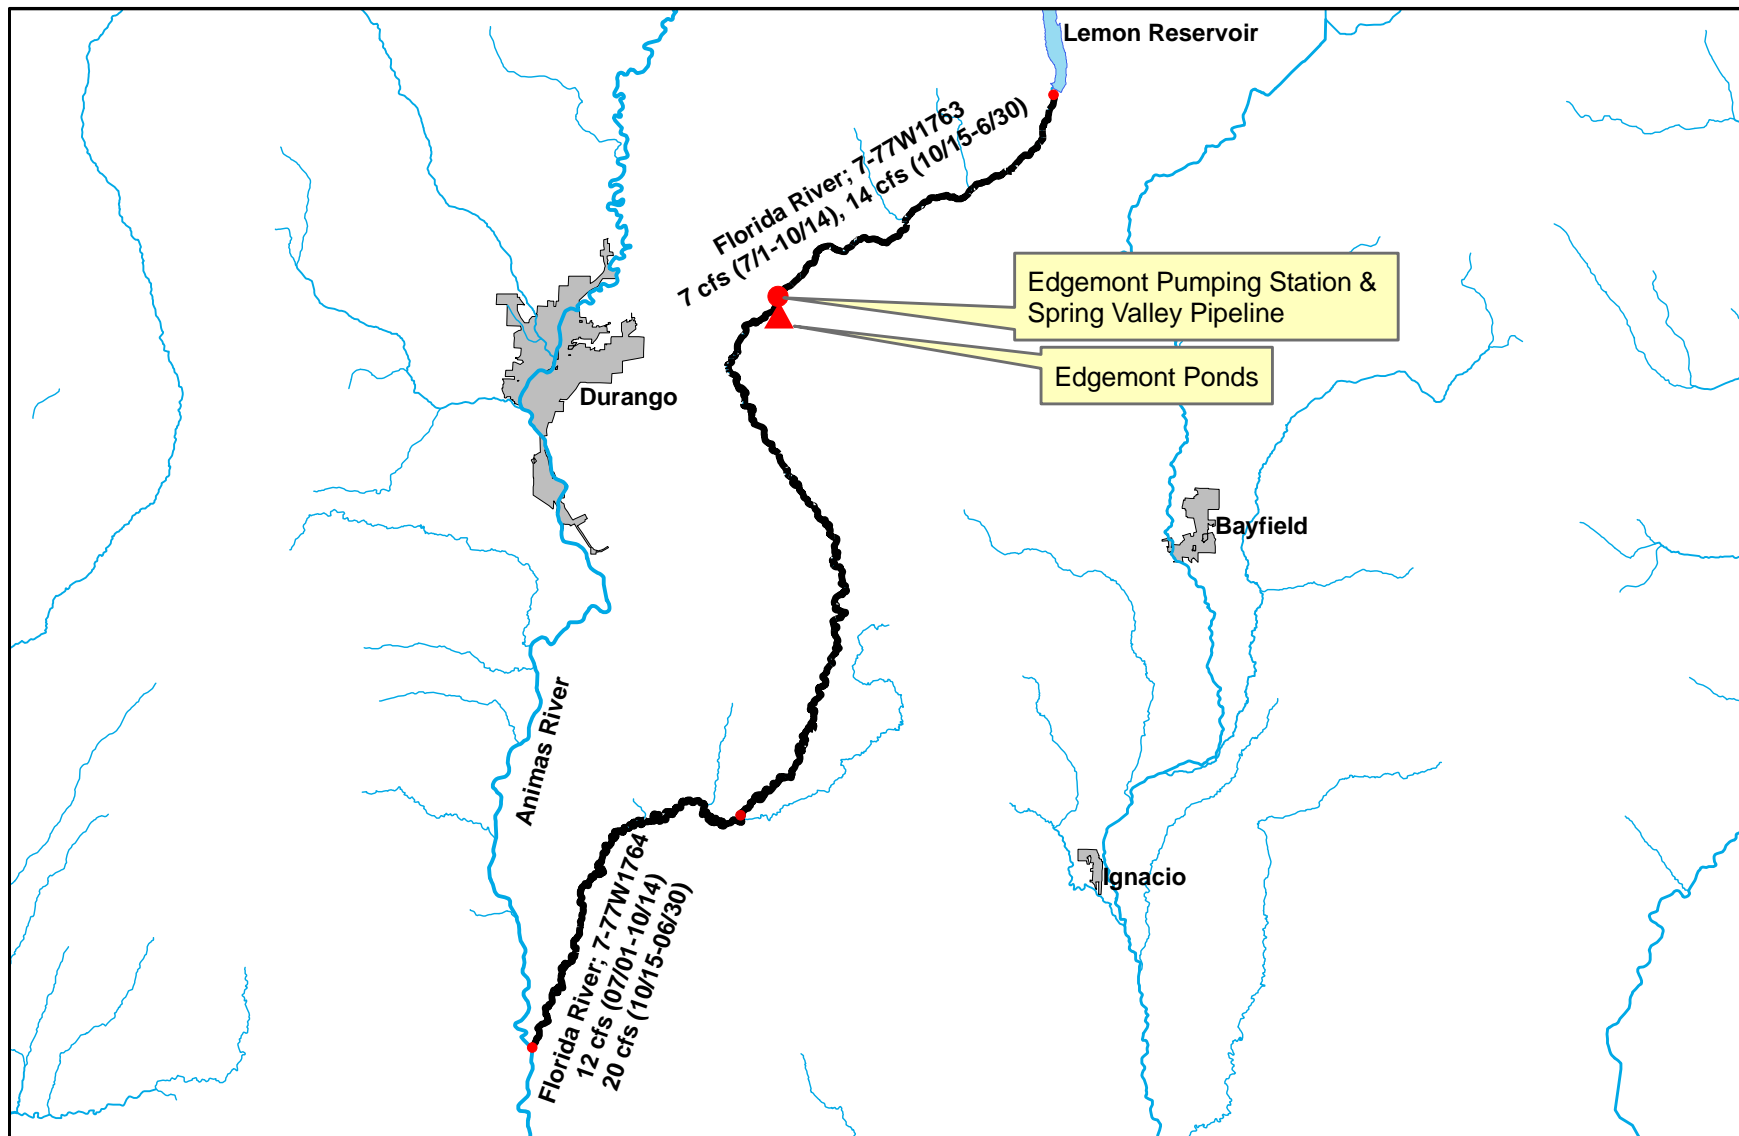 Lemon Reservoir
Florida River; 7-77W1763
7 cfs (7/1-10/14), 14 cfs (10/15-6/30)
Edgemont Pumping Station &
Spring Valley Pipeline
Edgemont Ponds
Durango
Bayfield
Animas River
Ignacio
Florida River; 7-77W1764
12 cfs (07/01-10/14)
20 cfs (10/15-06/30)